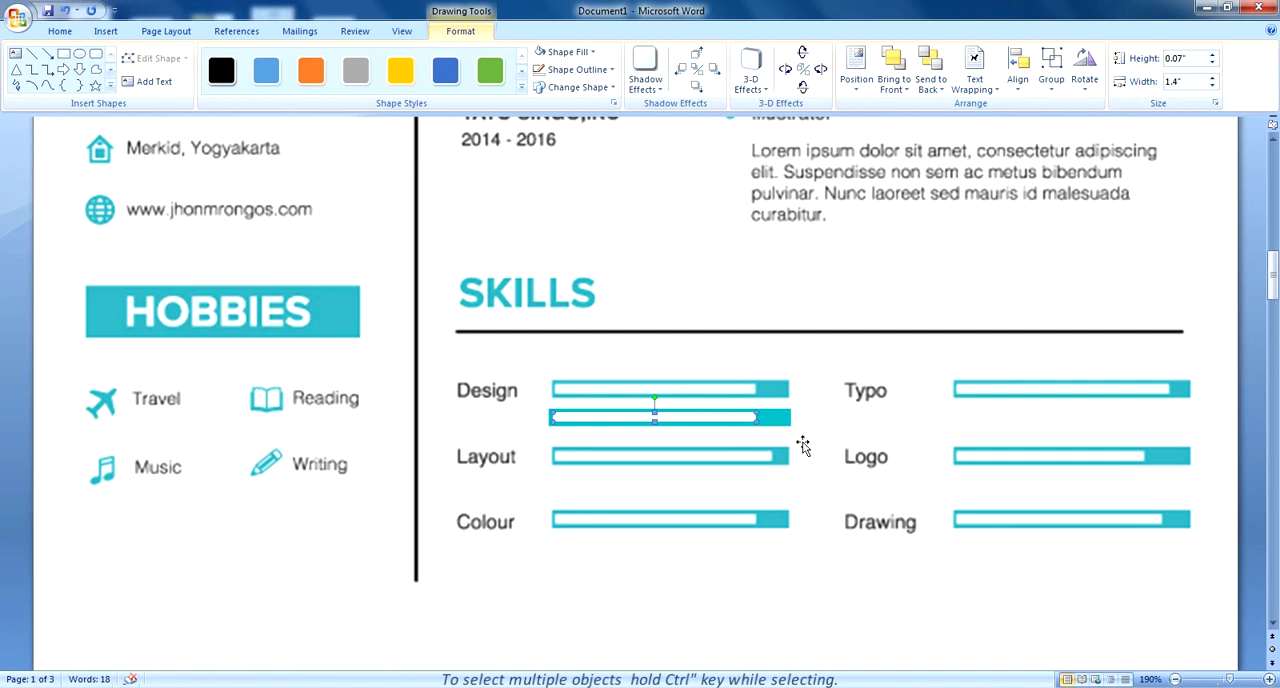 Drawing Tools
Document1 - Microsoft Word
Home Insert Page Layout References Mailings Review View Format
Edit Shape
Add Text
Insert Shapes
Shape Fill
Shape Outline
Change Shape
Shape Styles
Shadow Effects
Shadow Effects
3-D Effects
3-D Effects
Position Bring to Front Send to Back Text Wrapping Align Group Rotate
Arrange
Height: 0.07"
Width: 1.4"
Size
Merkid, Yogyakarta
www.jhonmrongos.com
HOBBIES
Travel Reading
Music Writing
2014 - 2016
Illustrator
Lorem ipsum dolor sit amet, consectetur adipiscing
elit. Suspendisse non sem ac metus bibendum
pulvinar. Nunc laoreet sed mauris id malesuada
curabitur.
SKILLS
Design Typo
Layout Logo
Colour Drawing
Page: 1 of 3 Words: 18
To select multiple objects hold Ctrl" key while selecting.
190%